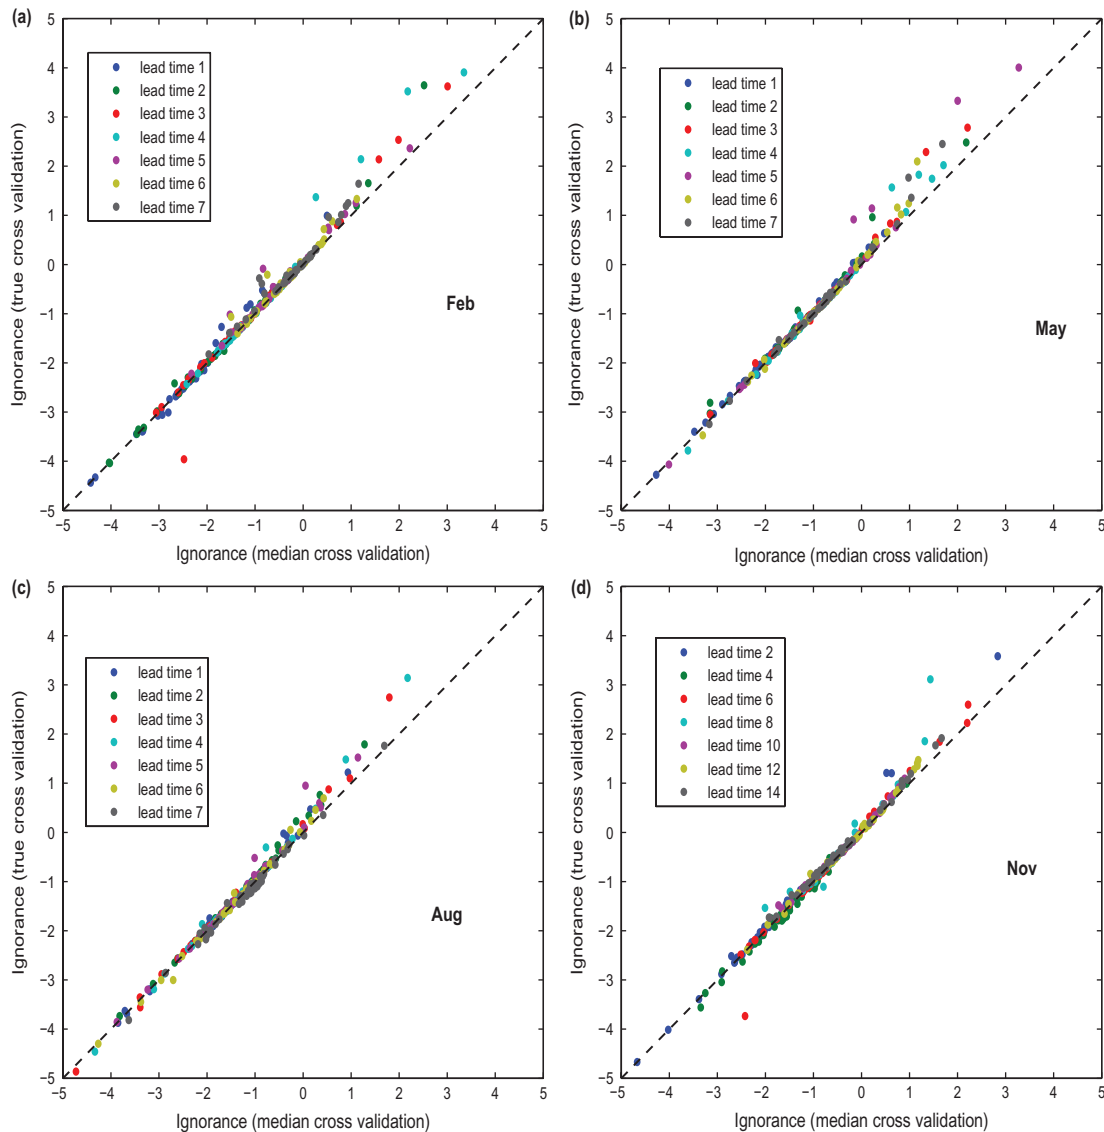 (a)
5
4
3
2
1
0
−1
−2
−3
−4
−5
Ignorance (true cross validation)
lead time 1
lead time 2
lead time 3
lead time 4
lead time 5
lead time 6
lead time 7
Feb
−5 −4 −3 −2 −1 0 1 2 3 4 5
Ignorance (median cross validation)
(b)
5
4
3
2
1
0
−1
−2
−3
−4
−5
Ignorance (true cross validation)
lead time 1
lead time 2
lead time 3
lead time 4
lead time 5
lead time 6
lead time 7
May
−5 −4 −3 −2 −1 0 1 2 3 4 5
Ignorance (median cross validation)
(c)
5
4
3
2
1
0
−1
−2
−3
−4
−5
Ignorance (true cross validation)
lead time 1
lead time 2
lead time 3
lead time 4
lead time 5
lead time 6
lead time 7
Aug
−5 −4 −3 −2 −1 0 1 2 3 4 5
Ignorance (median cross validation)
(d)
5
4
3
2
1
0
−1
−2
−3
−4
−5
Ignorance (true cross validation)
lead time 2
lead time 4
lead time 6
lead time 8
lead time 10
lead time 12
lead time 14
Nov
−5 −4 −3 −2 −1 0 1 2 3 4 5
Ignorance (median cross validation)